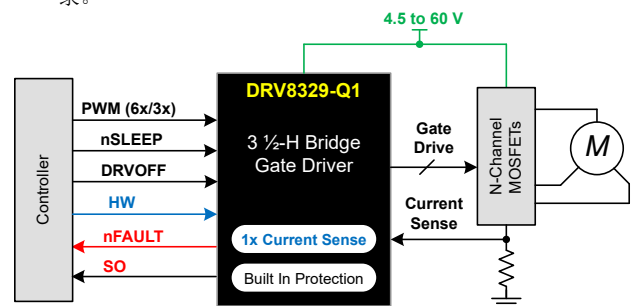 录。
4.5 to 60 V
DRV8329-Q1
3 ½-H Bridge
Gate Driver
1x Current Sense
Built In Protection
Controller
PWM (6x/3x)
nSLEEP
DRVOFF
HW
nFAULT
SO
Gate
Drive
Current
Sense
N-Channel
MOSFETs
M